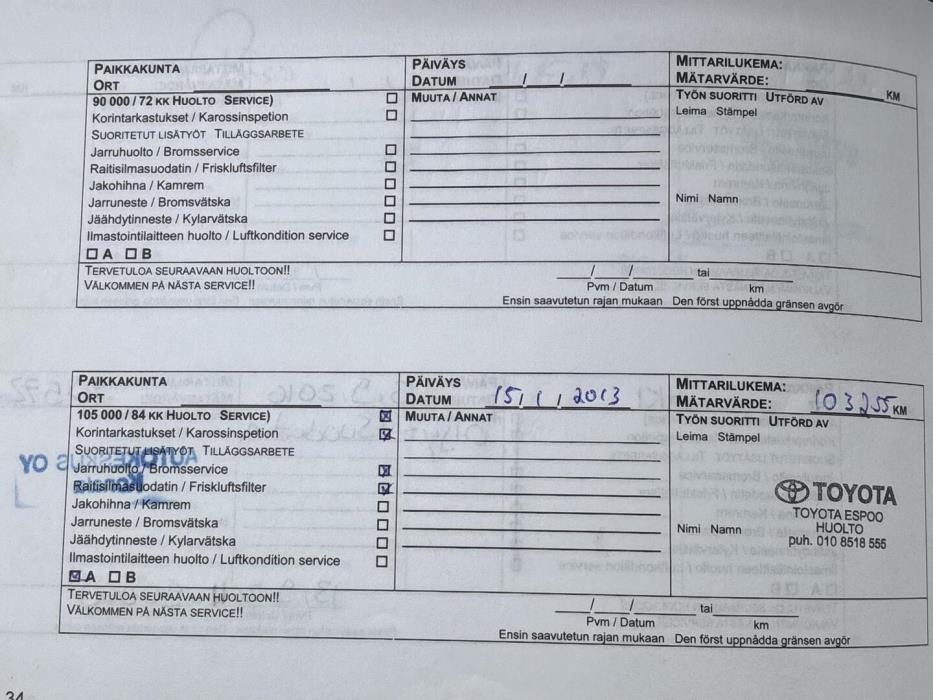 PAIKKAKUNTA
ORT
PÄIVÄYS
DATUM / /
MITTARILUKEMA:
MÄTARVÄRDE: KM
90 000 / 72 KK HUOLTO SERVICE) ☐
Korintarkastukset / Karossinspetion ☐
SUORITETUT LISÄTYÖT TILLÄGGSARBETE
Jarruhuolto / Bromsservice ☐
Raitisilmasuodatin / Friskluftsfilter ☐
Jakohihna / Kamrem ☐
Jarruneste / Bromsvätska ☐
Jäähdytinneste / Kylarvätska ☐
Ilmastointilaitteen huolto / Luftkondition service ☐
☐ A ☐ B
MUUTA / ANNAT
TYÖN SUORITTI UTFÖRD AV
Leima Stämpel
Nimi Namn
TERVETULOA SEURAAVAAN HUOLTOON!!
VÄLKOMMEN PÅ NÄSTA SERVICE!!
/ / tai
Pvm / Datum km
Ensin saavutetun rajan mukaan Den först uppnådda gränsen avgör
PAIKKAKUNTA
ORT
PÄIVÄYS
DATUM 15/1/2013
MITTARILUKEMA:
MÄTARVÄRDE: 103255 KM
105 000 / 84 KK HUOLTO SERVICE) ☒
Korintarkastukset / Karossinspetion ☒
SUORITETUT LISÄTYÖT TILLÄGGSARBETE
Jarruhuolto / Bromsservice ☒
Raitisilmasuodatin / Friskluftsfilter ☒
Jakohihna / Kamrem ☐
Jarruneste / Bromsvätska ☐
Jäähdytinneste / Kylarvätska ☐
Ilmastointilaitteen huolto / Luftkondition service ☐
☒ A ☐ B
MUUTA / ANNAT
TYÖN SUORITTI UTFÖRD AV
Leima Stämpel
TOYOTA
TOYOTA ESPOO
HUOLTO
puh. 010 8518 555
Nimi Namn
TERVETULOA SEURAAVAAN HUOLTOON!!
VÄLKOMMEN PÅ NÄSTA SERVICE!!
/ / tai
Pvm / Datum km
Ensin saavutetun rajan mukaan Den först uppnådda gränsen avgör
34